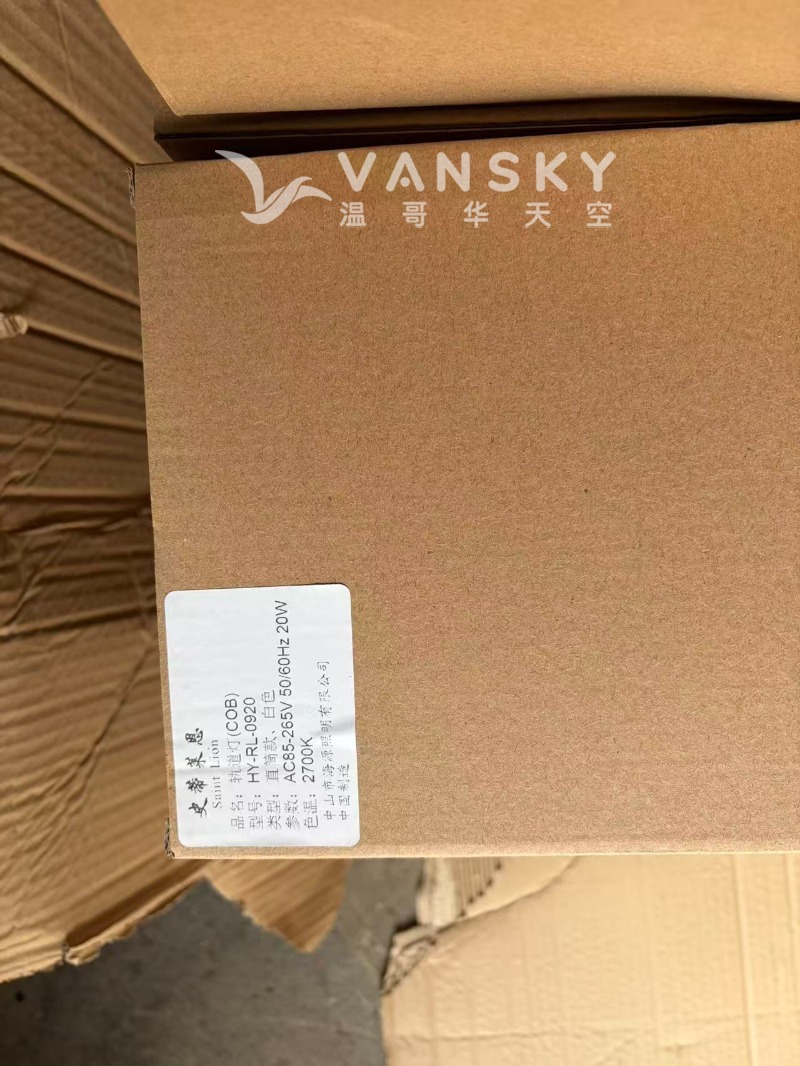 VANSKY
温哥华天空
史蒂莱恩
Saint Lion
品名：轨道灯(COB)
型号：HY-RL-0920
类型：直筒款、白色
参数：AC85-265V 50/60Hz 20W
色温：2700K
中山市海源照明有限公司
中国制造